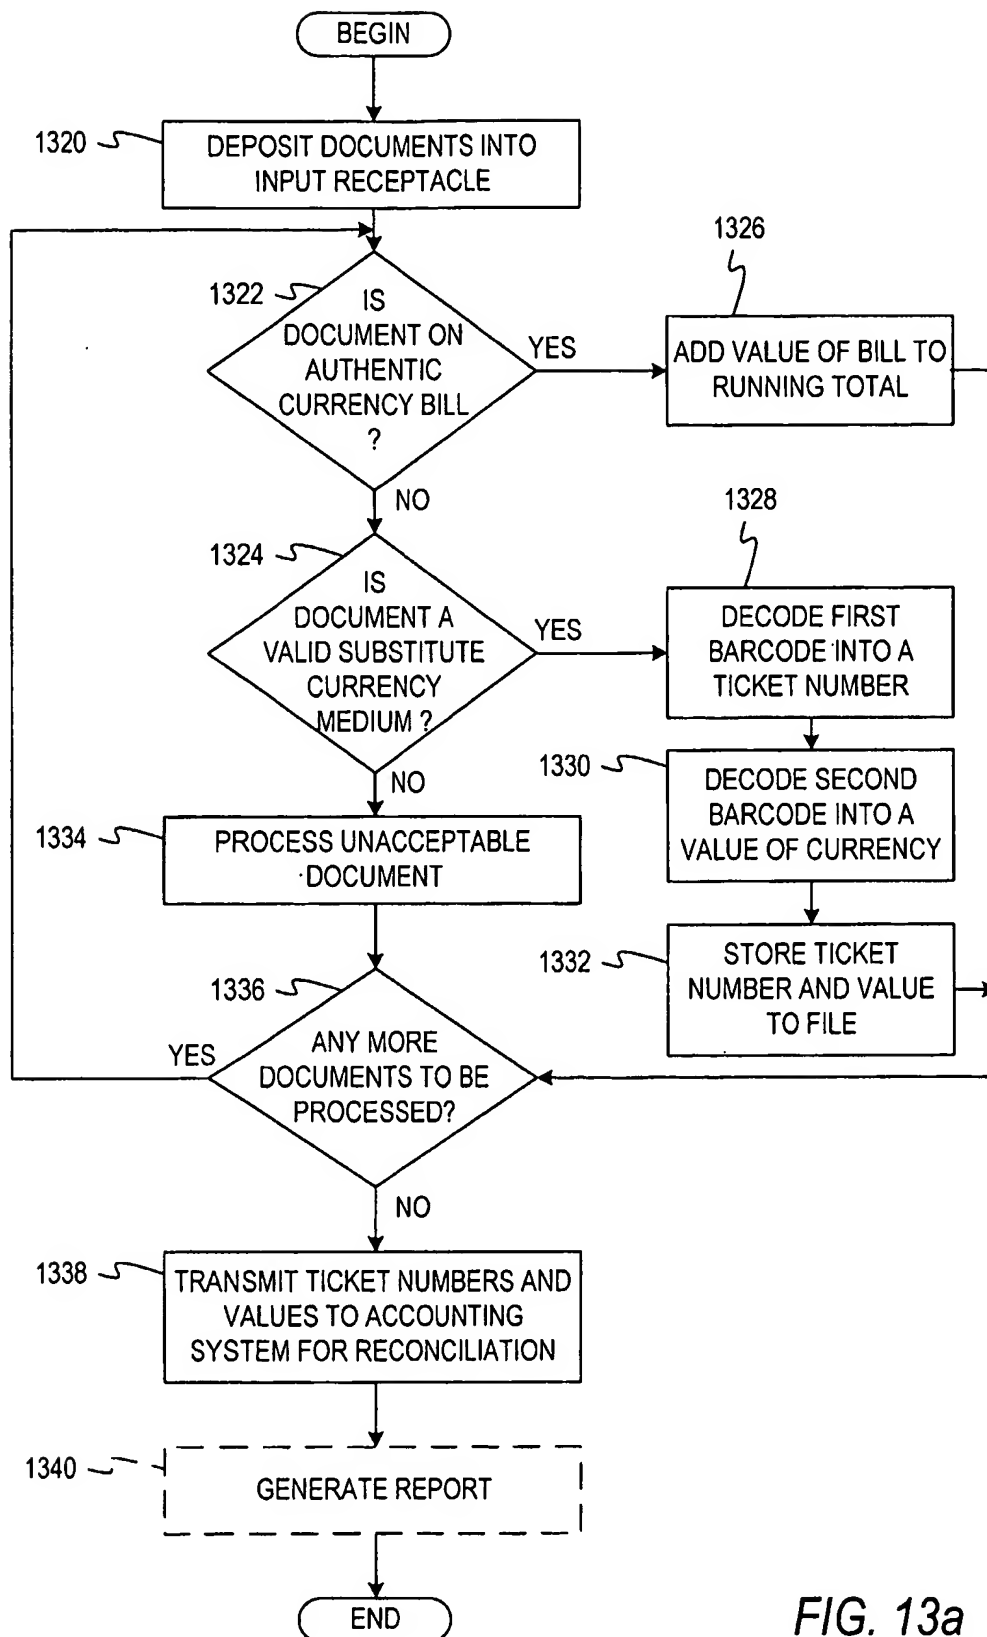 BEGIN
1320
DEPOSIT DOCUMENTS INTO
INPUT RECEPTACLE
1322
IS
DOCUMENT ON
AUTHENTIC
CURRENCY BILL
?
YES
1326
ADD VALUE OF BILL TO
RUNNING TOTAL
NO
1324
IS
DOCUMENT A
VALID SUBSTITUTE
CURRENCY
MEDIUM ?
YES
1328
DECODE FIRST
BARCODE INTO A
TICKET NUMBER
1330
DECODE SECOND
BARCODE INTO A
VALUE OF CURRENCY
1332
STORE TICKET
NUMBER AND VALUE
TO FILE
NO
1334
PROCESS UNACCEPTABLE
DOCUMENT
1336
ANY MORE
DOCUMENTS TO BE
PROCESSED?
YES
NO
1338
TRANSMIT TICKET NUMBERS AND
VALUES TO ACCOUNTING
SYSTEM FOR RECONCILIATION
1340
GENERATE REPORT
END
FIG. 13a